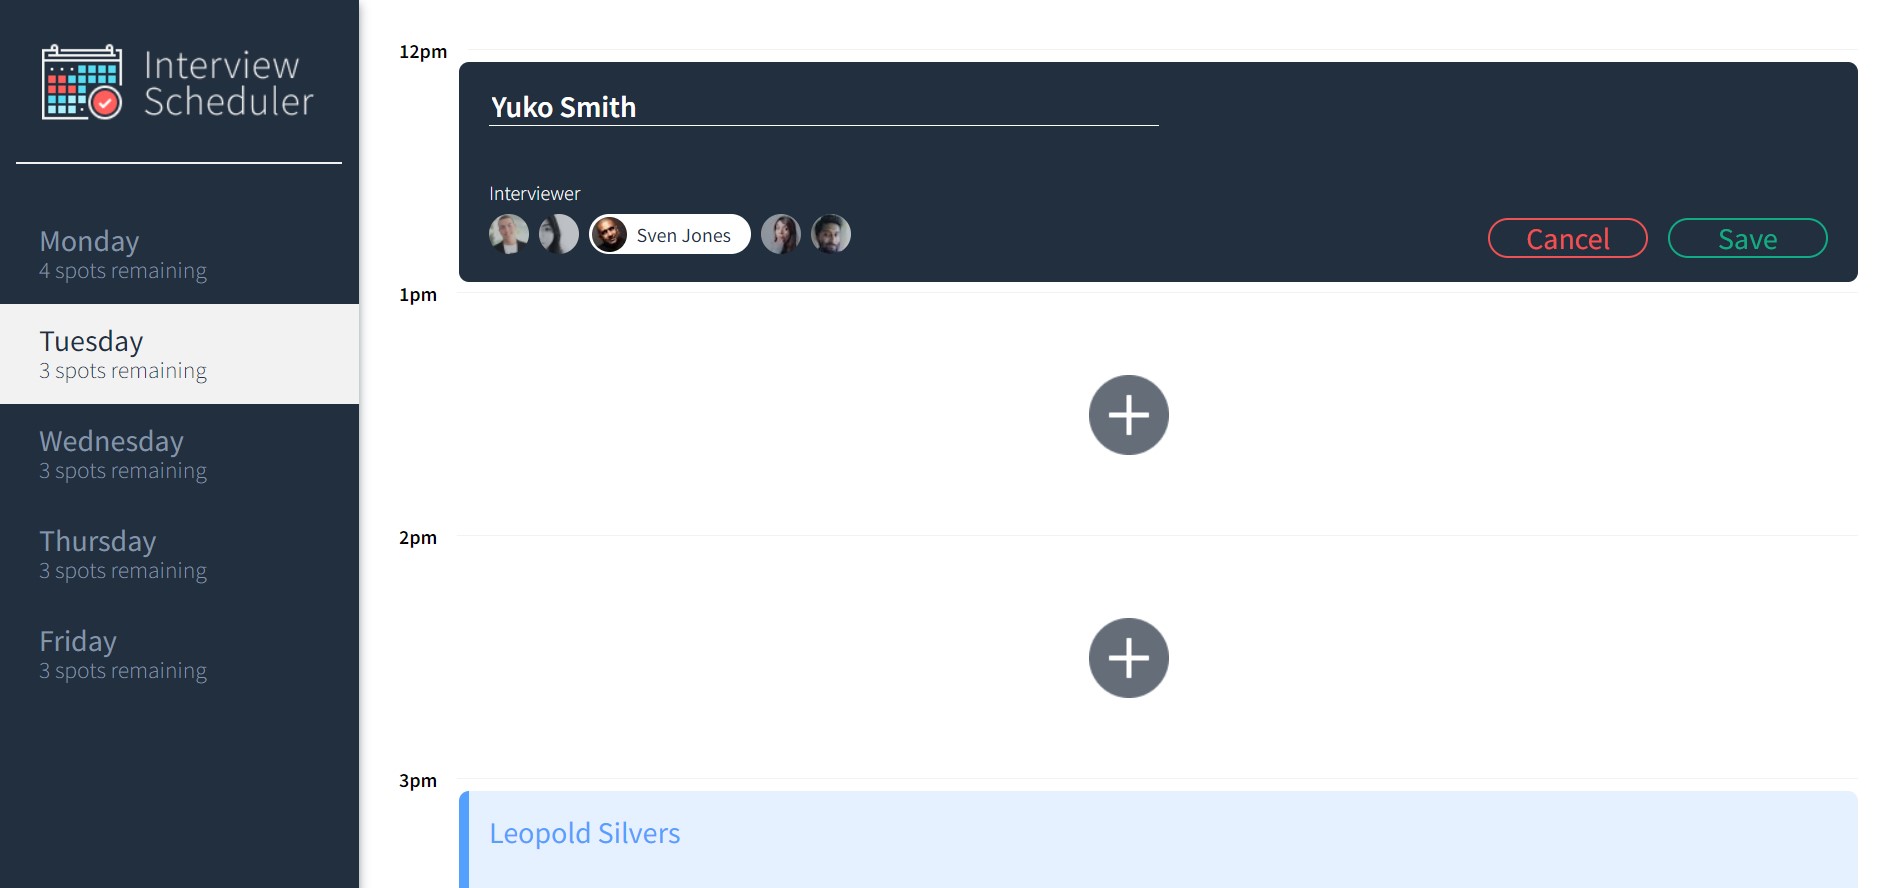 Interview
Scheduler
Monday
4 spots remaining
Tuesday
3 spots remaining
Wednesday
3 spots remaining
Thursday
3 spots remaining
Friday
3 spots remaining
12pm
Yuko Smith
Interviewer
Sven Jones
Cancel
Save
1pm
2pm
3pm
Leopold Silvers